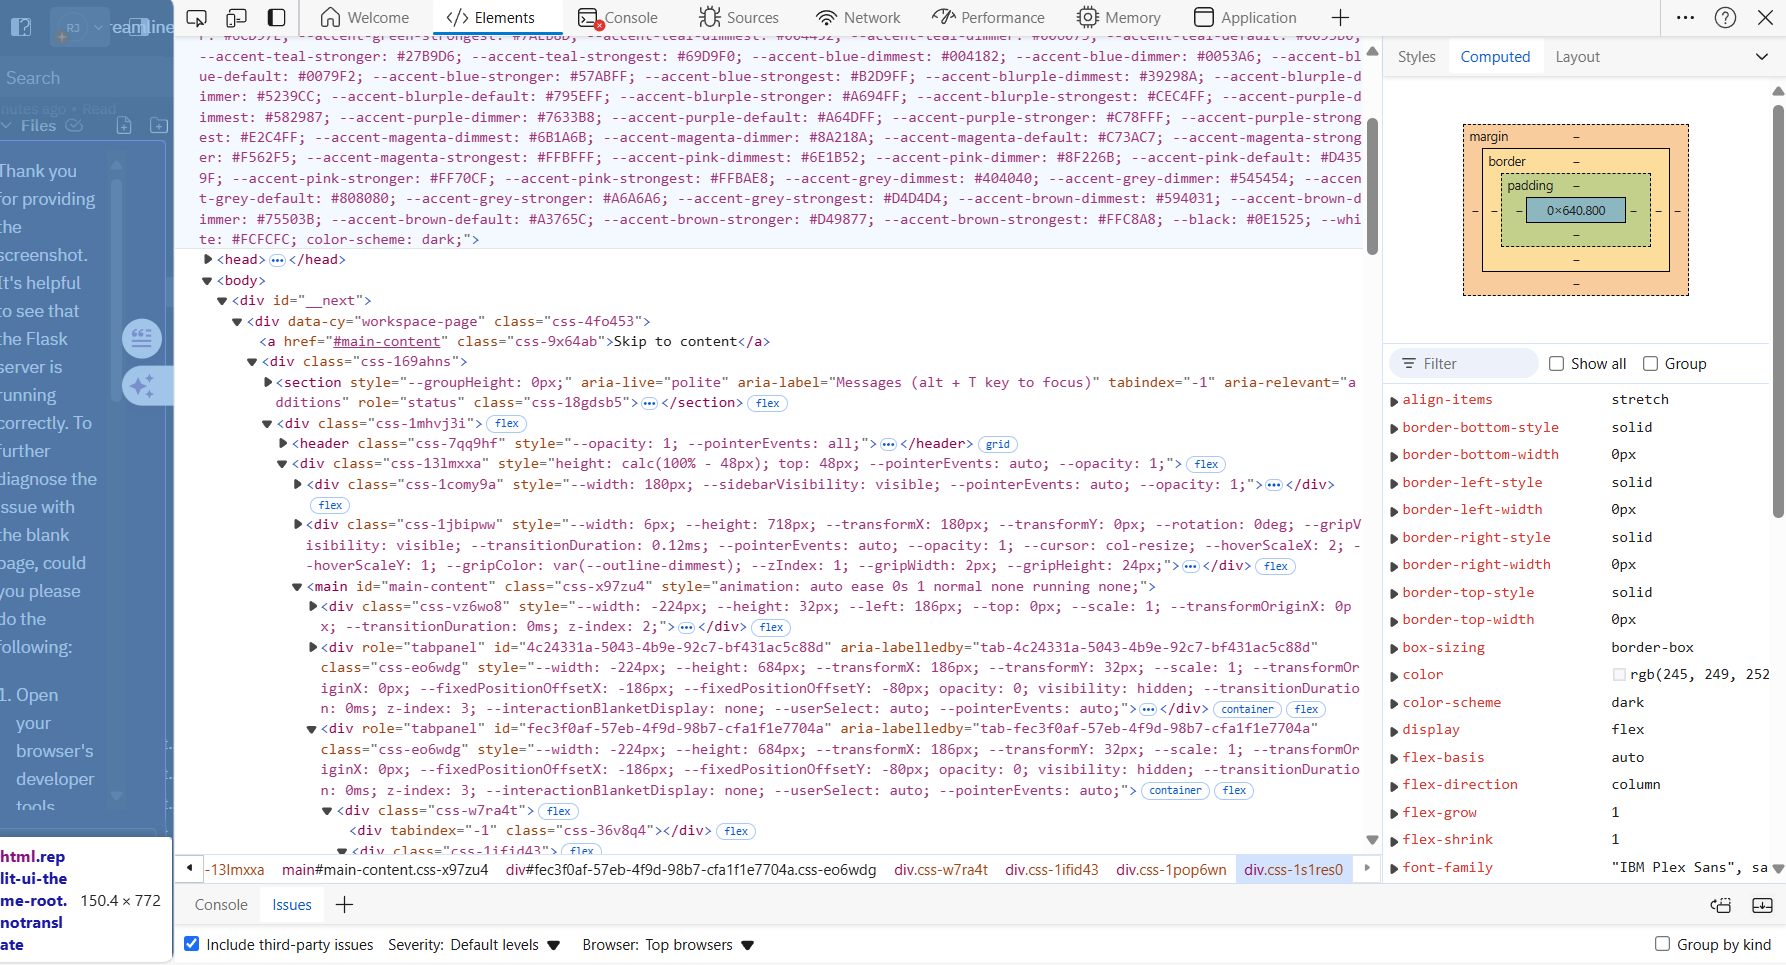 RJ
reamline
Search
nutes ago • Read
Files
Thank you
for providing
the
screenshot.
It's helpful
to see that
the Flask
server is
running
correctly. To
further
diagnose the
issue with
the blank
page, could
you please
do the
following:
1. Open
your
browser's
developer
tools
html.rep
lit-ui-the
me-root.
notransl
ate
150.4 × 772
Welcome
Elements
Console
Sources
Network
Performance
Memory
Application
--accent-teal-stronger: #27B9D6; --accent-teal-strongest: #69D9F0; --accent-blue-dimmest: #004182; --accent-blue-dimmer: #0053A6; --accent-bl
ue-default: #0079F2; --accent-blue-stronger: #57ABFF; --accent-blue-strongest: #B2D9FF; --accent-blurple-dimmest: #39298A; --accent-blurple-d
immer: #5239CC; --accent-blurple-default: #795EFF; --accent-blurple-stronger: #A694FF; --accent-blurple-strongest: #CEC4FF; --accent-purple-d
immest: #582987; --accent-purple-dimmer: #7633B8; --accent-purple-default: #A64DFF; --accent-purple-stronger: #C78FFF; --accent-purple-strong
est: #E2C4FF; --accent-magenta-dimmest: #6B1A6B; --accent-magenta-dimmer: #8A218A; --accent-magenta-default: #C73AC7; --accent-magenta-strong
er: #F562F5; --accent-magenta-strongest: #FFBFFF; --accent-pink-dimmest: #6E1B52; --accent-pink-dimmer: #8F226B; --accent-pink-default: #D435
9F; --accent-pink-stronger: #FF70CF; --accent-pink-strongest: #FFBAE8; --accent-grey-dimmest: #404040; --accent-grey-dimmer: #545454; --accen
t-grey-default: #808080; --accent-grey-stronger: #A6A6A6; --accent-grey-strongest: #D4D4D4; --accent-brown-dimmest: #594031; --accent-brown-d
immer: #75503B; --accent-brown-default: #A3765C; --accent-brown-stronger: #D49877; --accent-brown-strongest: #FFC8A8; --black: #0E1525; --whi
te: #FCFCFC; color-scheme: dark;">
<head> ••• </head>
<body>
<div id="__next">
<div data-cy="workspace-page" class="css-4fo453">
<a href="#main-content" class="css-9x64ab">Skip to content</a>
<div class="css-169ahns">
<section style="--groupHeight: 0px;" aria-live="polite" aria-label="Messages (alt + T key to focus)" tabindex="-1" aria-relevant="a
dditions" role="status" class="css-18gdsb5"> ••• </section> flex
<div class="css-1mhvj3i"> flex
<header class="css-7qq9hf" style="--opacity: 1; --pointerEvents: all;"> ••• </header> grid
<div class="css-13lmxxa" style="height: calc(100% - 48px); top: 48px; --pointerEvents: auto; --opacity: 1;"> flex
<div class="css-1comy9a" style="--width: 180px; --sidebarVisibility: visible; --pointerEvents: auto; --opacity: 1;"> ••• </div>
flex
<div class="css-1jbipww" style="--width: 6px; --height: 718px; --transformX: 180px; --transformY: 0px; --rotation: 0deg; --gripV
isibility: visible; --transitionDuration: 0.12ms; --pointerEvents: auto; --opacity: 1; --cursor: col-resize; --hoverScaleX: 2; -
-hoverScaleY: 1; --gripColor: var(--outline-dimmest); --zIndex: 1; --gripWidth: 2px; --gripHeight: 24px;"> ••• </div> flex
<main id="main-content" class="css-x97zu4" style="animation: auto ease 0s 1 normal none running none;">
<div class="css-vz6wo8" style="--width: -224px; --height: 32px; --left: 186px; --top: 0px; --scale: 1; --transformOriginX: 0p
x; --transitionDuration: 0ms; z-index: 2;"> ••• </div> flex
<div role="tabpanel" id="4c24331a-5043-4b9e-92c7-bf431ac5c88d" aria-labelledby="tab-4c24331a-5043-4b9e-92c7-bf431ac5c88d"
class="css-eo6wdg" style="--width: -224px; --height: 684px; --transformX: 186px; --transformY: 32px; --scale: 1; --transformOr
iginX: 0px; --fixedPositionOffsetX: -186px; --fixedPositionOffsetY: -80px; opacity: 0; visibility: hidden; --transitionDuratio
n: 0ms; z-index: 3; --interactionBlanketDisplay: none; --userSelect: auto; --pointerEvents: auto;"> ••• </div> container flex
<div role="tabpanel" id="fec3f0af-57eb-4f9d-98b7-cfa1f1e7704a" aria-labelledby="tab-fec3f0af-57eb-4f9d-98b7-cfa1f1e7704a"
class="css-eo6wdg" style="--width: -224px; --height: 684px; --transformX: 186px; --transformY: 32px; --scale: 1; --transformOr
iginX: 0px; --fixedPositionOffsetX: -186px; --fixedPositionOffsetY: -80px; opacity: 0; visibility: hidden; --transitionDuratio
n: 0ms; z-index: 3; --interactionBlanketDisplay: none; --userSelect: auto; --pointerEvents: auto;"> container flex
<div class="css-w7ra4t"> flex
<div tabindex="-1" class="css-36v8q4"></div> flex
<div class="css-1ifid43"> flex
-13lmxxa main#main-content.css-x97zu4 div#fec3f0af-57eb-4f9d-98b7-cfa1f1e7704a.css-eo6wdg div.css-w7ra4t div.css-1ifid43 div.css-1pop6wn div.css-1s1res0
Styles Computed Layout
margin –
border –
padding –
– – – 0×640.800 – – –
–
–
–
Filter Show all Group
align-items stretch
border-bottom-style solid
border-bottom-width 0px
border-left-style solid
border-left-width 0px
border-right-style solid
border-right-width 0px
border-top-style solid
border-top-width 0px
box-sizing border-box
color rgb(245, 249, 252
color-scheme dark
display flex
flex-basis auto
flex-direction column
flex-grow 1
flex-shrink 1
font-family "IBM Plex Sans", sa
Console Issues
Include third-party issues Severity: Default levels Browser: Top browsers Group by kind